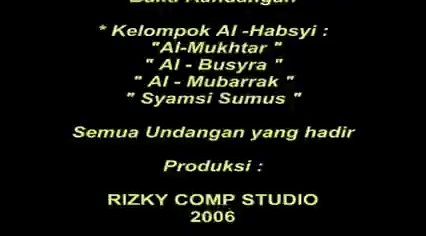 * Kelompok Al -Habsyi :
"Al-Mukhtar "
" Al - Busyra "
" Al - Mubarrak "
" Syamsi Sumus "
Semua Undangan yang hadir
Produksi :
RIZKY COMP STUDIO
2006